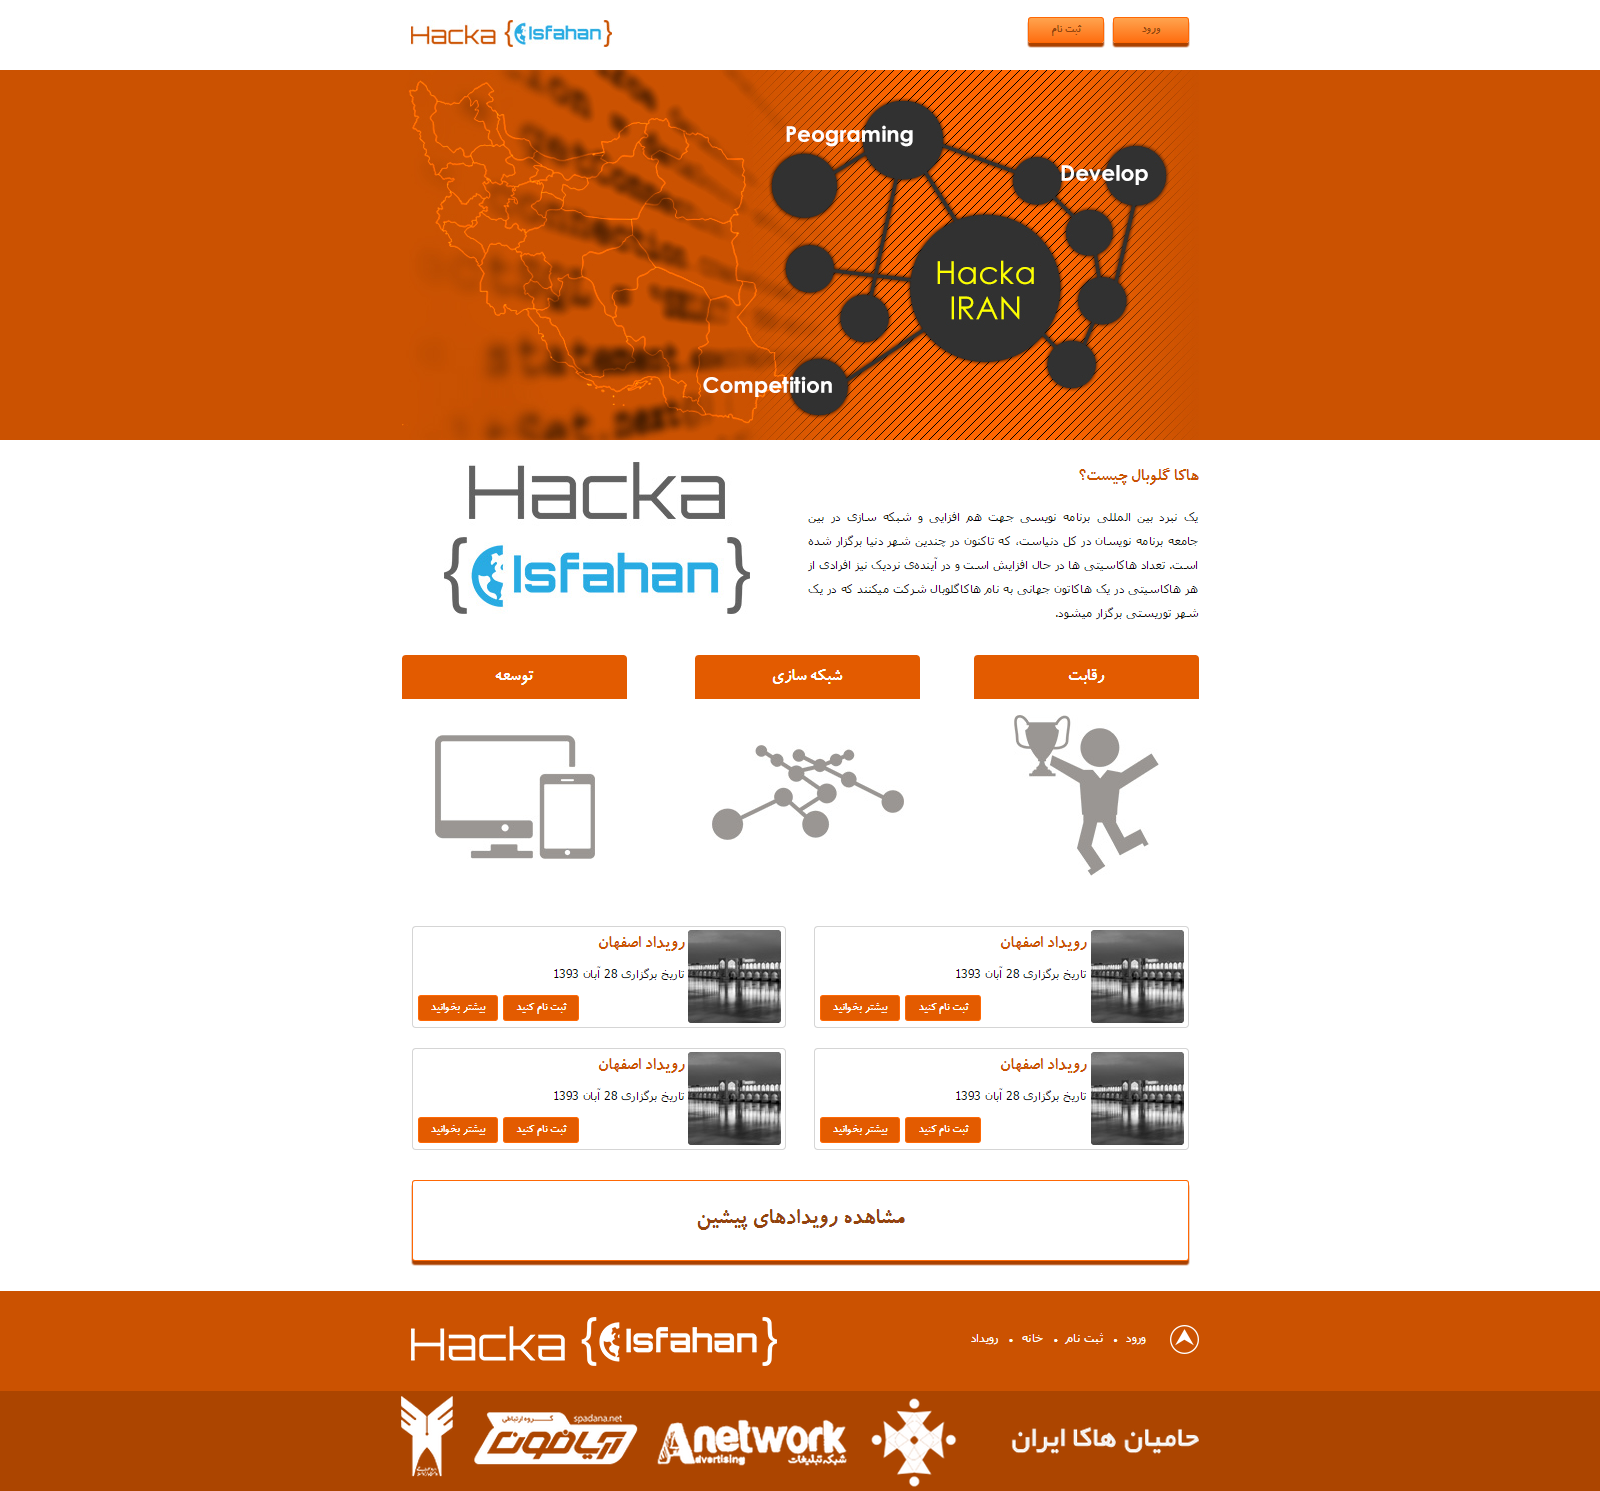 Hacka {Isfahan}
ثبت نام
ورود
Peograming
Develop
Hacka
IRAN
Competition
statement
Hacka
{Isfahan}
هاکا گلوبال چیست؟
یک نبرد بین المللی برنامه نویسی جهت هم افزایی و شبکه سازی در بین
جامعه برنامه نویسان در کل دنیاست، که تاکنون در چندین شهر دنیا برگزار شده
است. تعداد هاکاسیتی ها در حال افزایش است و در آینده‌ی نزدیک نیز افرادی از
هر هاکاسیتی در یک هاکاتون جهانی به نام هاکاگلوبال شرکت میکنند که در یک
شهر توریستی برگزار میشود.
رقابت
شبکه سازی
توسعه
رویداد اصفهان
تاریخ برگزاری 28 آبان 1393
ثبت نام کنید
بیشتر بخوانید
رویداد اصفهان
تاریخ برگزاری 28 آبان 1393
ثبت نام کنید
بیشتر بخوانید
رویداد اصفهان
تاریخ برگزاری 28 آبان 1393
ثبت نام کنید
بیشتر بخوانید
رویداد اصفهان
تاریخ برگزاری 28 آبان 1393
ثبت نام کنید
بیشتر بخوانید
مشاهده رویدادهای پیشین
Hacka {Isfahan}
ورود • ثبت نام • خانه • رویداد
حامیان هاکا ایران
Anetwork
Advertising
شبکه تبلیغات
گروه ارتباطی
spadana.net
آریافون